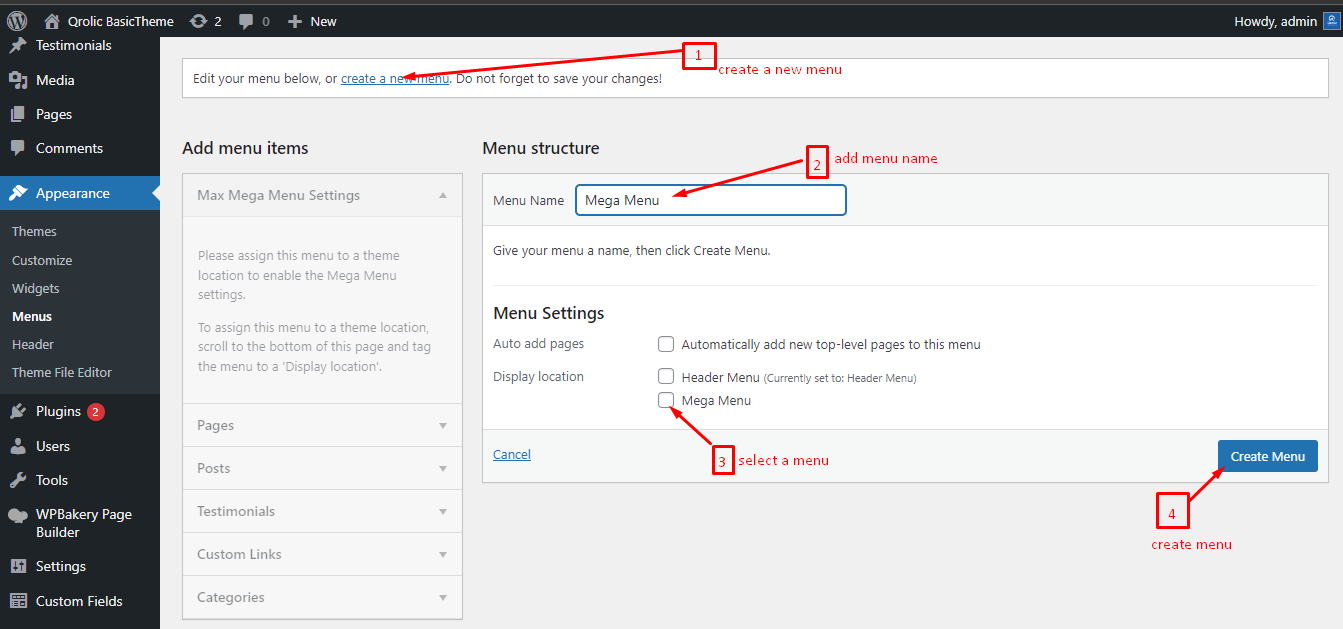 Qrolic BasicTheme 2 0 New Howdy, admin
Testimonials
Media
Pages
Comments
Appearance
Themes
Customize
Widgets
Menus
Header
Theme File Editor
Plugins 2
Users
Tools
WPBakery Page
Builder
Settings
Custom Fields
1
create a new menu
Edit your menu below, or create a new menu. Do not forget to save your changes!
Add menu items
Max Mega Menu Settings
Please assign this menu to a theme
location to enable the Mega Menu
settings.
To assign this menu to a theme location,
scroll to the bottom of this page and tag
the menu to a 'Display location'.
Pages
Posts
Testimonials
Custom Links
Categories
Menu structure
2 add menu name
Menu Name Mega Menu
Give your menu a name, then click Create Menu.
Menu Settings
Auto add pages Automatically add new top-level pages to this menu
Display location Header Menu (Currently set to: Header Menu)
Mega Menu
3 select a menu
Cancel Create Menu
4
create menu